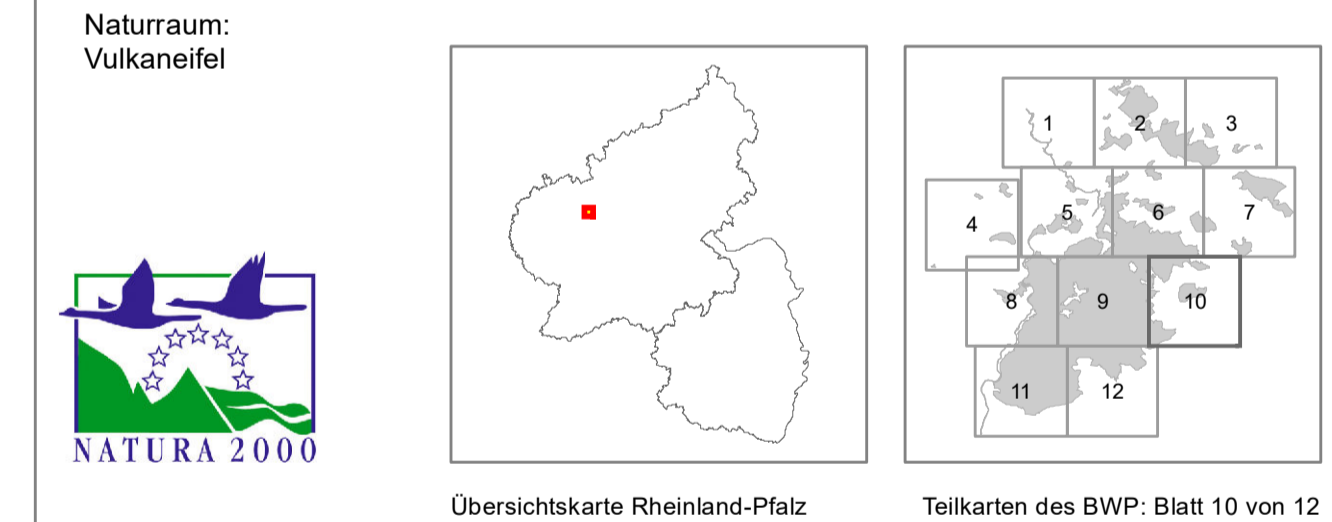 Naturraum:
Vulkaneifel
NATURA 2000
1
2
3
4
5
6
7
8
9
10
11
12
Übersichtskarte Rheinland-Pfalz
Teilkarten des BWP: Blatt 10 von 12